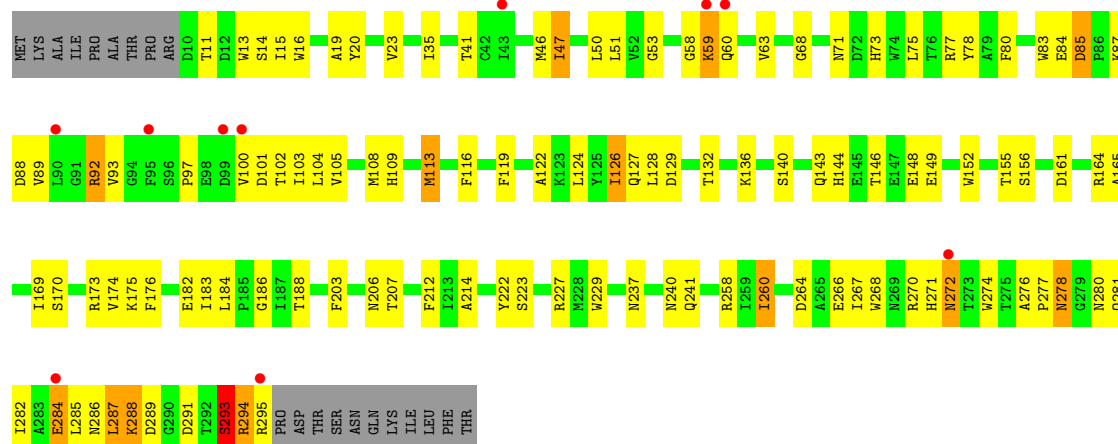 MET LYS ALA ILE PRO ALA THR PRO ARG D10 T11 D12 W13 S14 I15 W16 A19 Y20 V23 I35 T41 C42 I43 M46 I47 L50 L51 V52 G53 G58 K59 Q60 V63 G68 N71 D72 H73 W74 L75 T76 R77 Y78 A79 F80 W83 E84 D85 P86 K87
D88 V89 L90 G91 R92 V93 G94 F95 S96 P97 E98 D99 V100 D101 T102 I103 L104 V105 M108 H109 M113 F116 F119 A122 K123 L124 Y125 I126 Q127 L128 D129 T132 K136 S140 Q143 H144 E145 T146 E147 E148 E149 W152 T155 S156 D161 R164 A165
I169 S170 R173 V174 K175 F176 E182 I183 L184 P185 G186 I187 T188 F203 N206 T207 F212 I213 A214 Y222 S223 R227 M228 W229 N237 N240 Q241 R258 I259 I260 D264 A265 E266 I267 W268 N269 R270 H271 N272 T273 W274 T275 A276 P277 N278 G279 N280 D281
I282 A283 E284 L285 N286 L287 K288 D289 G290 D291 T292 S293 R294 R295 PRO ASP THR SER ASN GLN LYS ILE LEU PHE THR